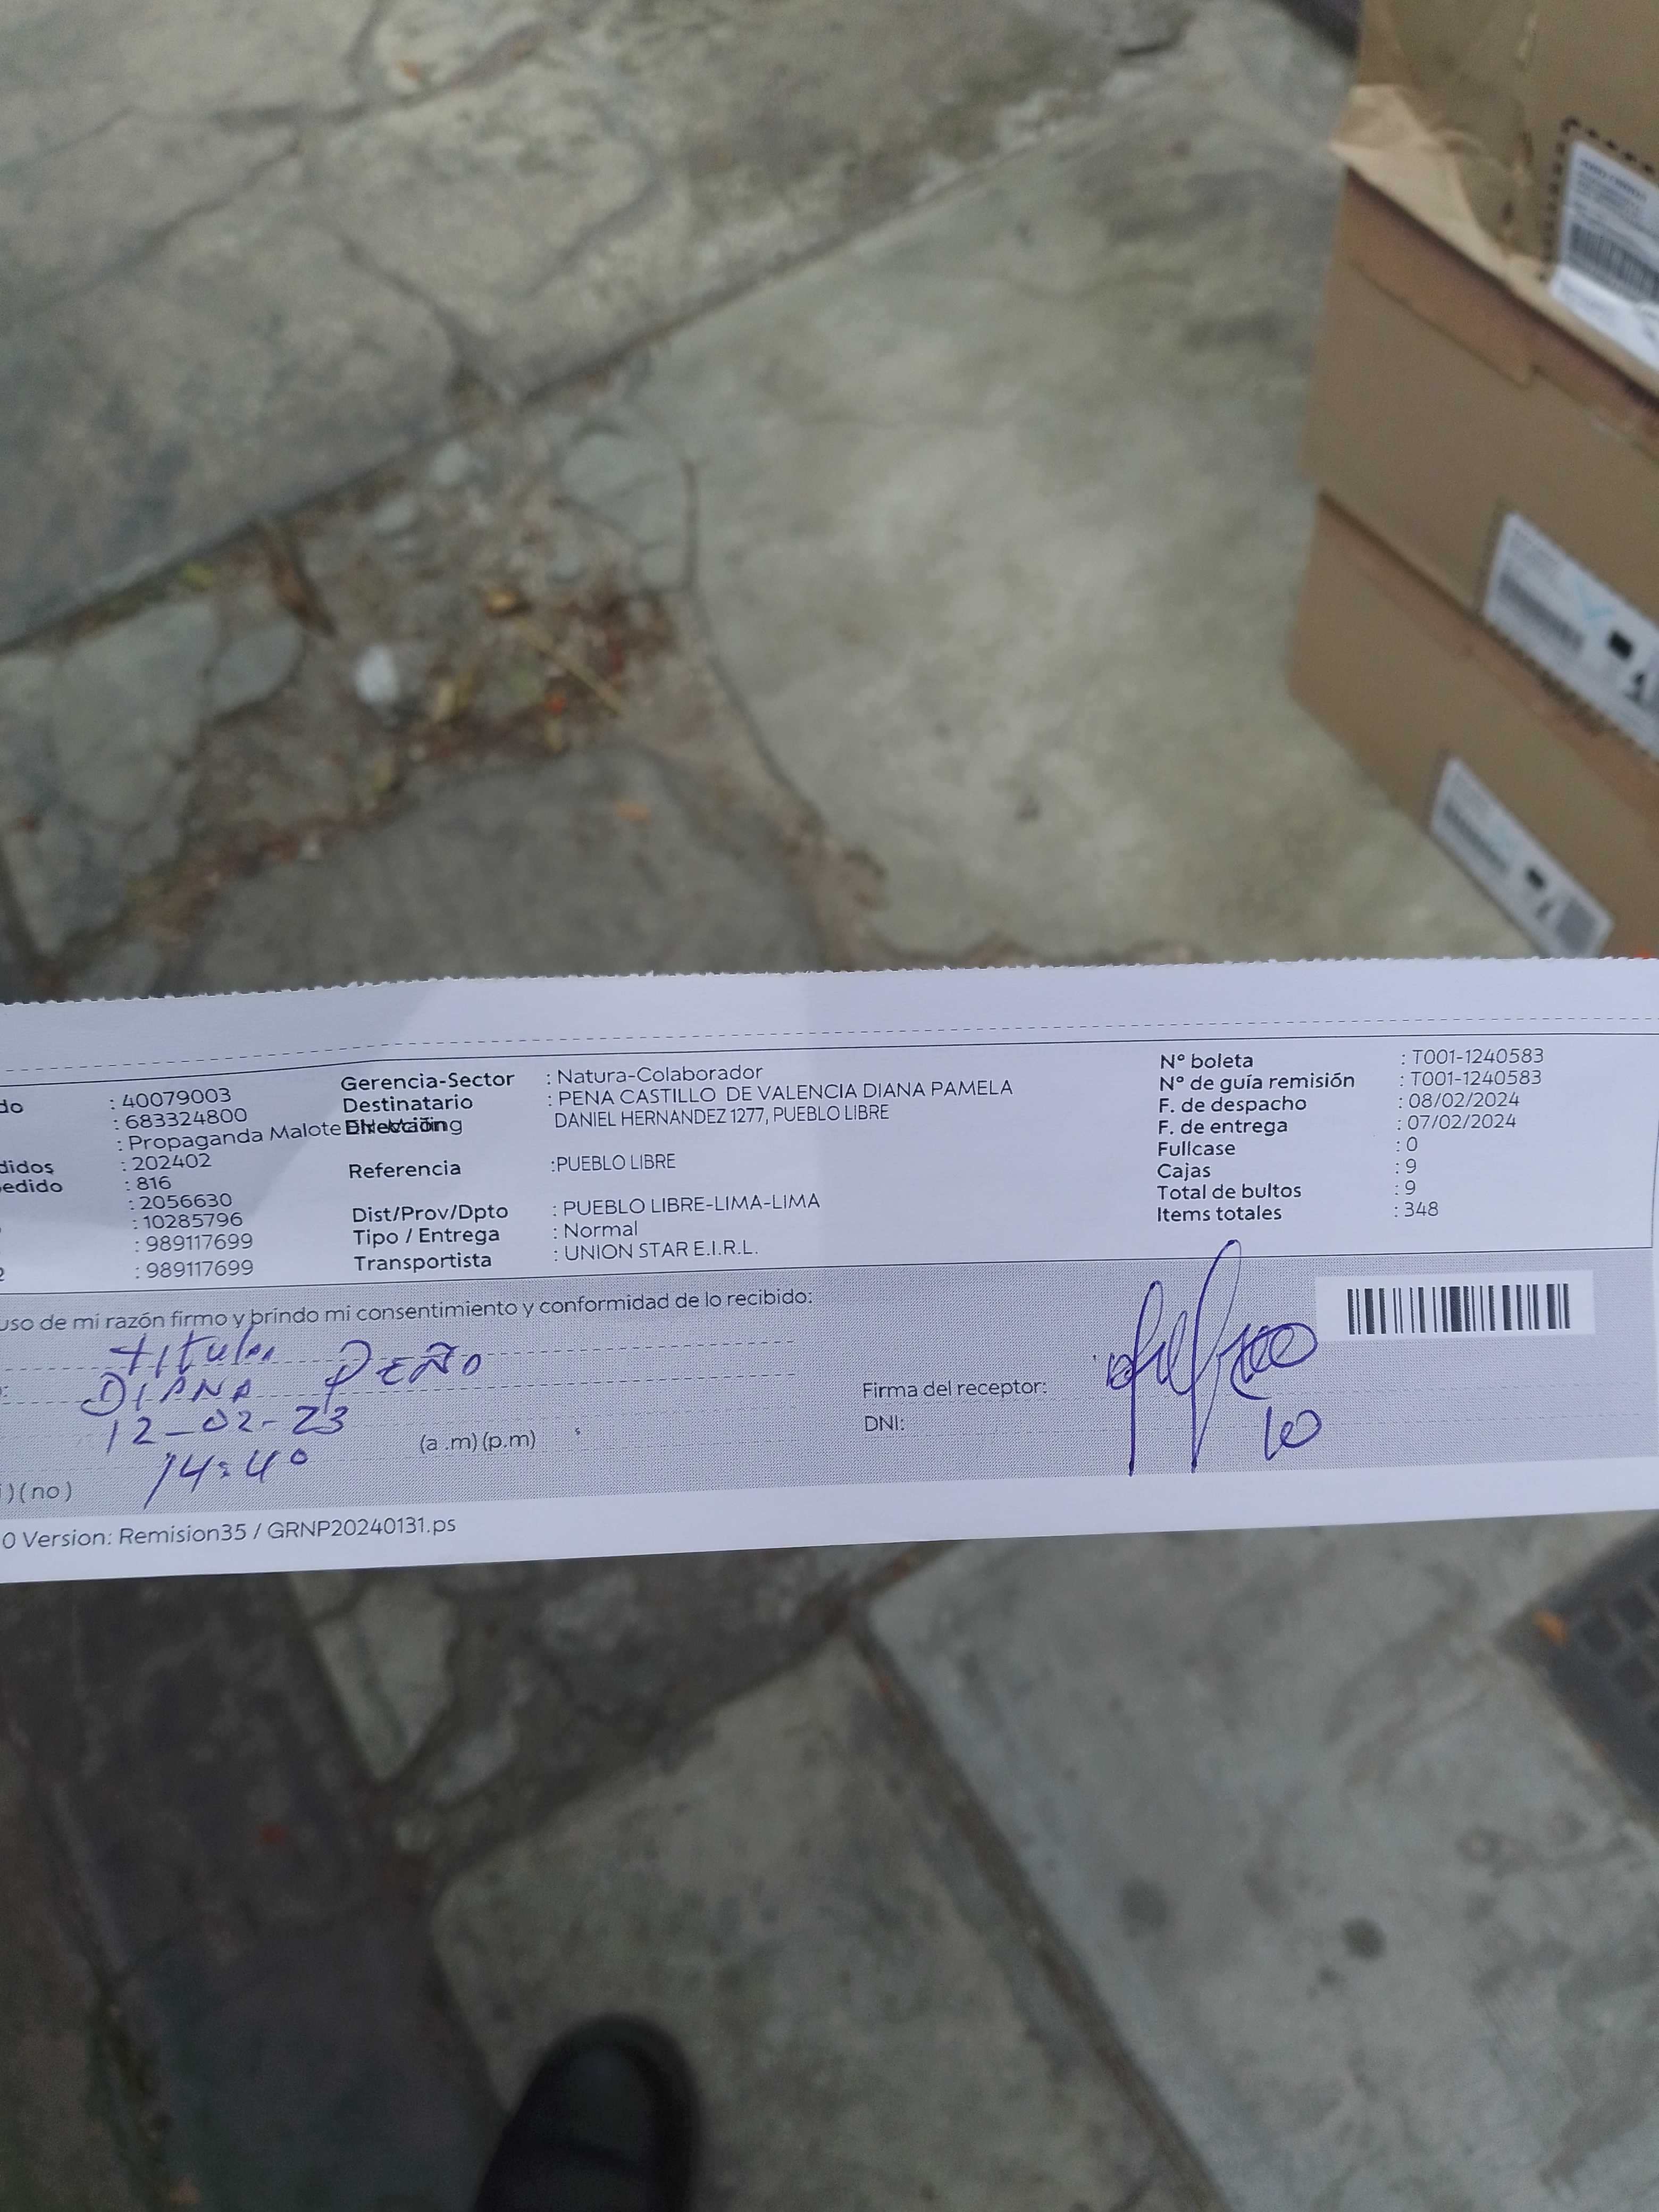 do : 40079003
: 683324800
: Propaganda Malote
didos : 202402
edido : 816
: 2056630
: 10285796
: 989117699
2 : 989117699
Gerencia-Sector : Natura-Colaborador
Destinatario : PENA CASTILLO DE VALENCIA DIANA PAMELA
Dirección DANIEL HERNANDEZ 1277, PUEBLO LIBRE
Referencia :PUEBLO LIBRE
Dist/Prov/Dpto : PUEBLO LIBRE-LIMA-LIMA
Tipo / Entrega : Normal
Transportista : UNION STAR E.I.R.L.
N° boleta : T001-1240583
N° de guía remisión : T001-1240583
F. de despacho : 08/02/2024
F. de entrega : 07/02/2024
Fullcase : 0
Cajas : 9
Total de bultos : 9
Items totales : 348
uso de mi razón firmo y brindo mi consentimiento y conformidad de lo recibido:
titular
DIANA PEÑO
12-02-23
14:40 (a .m) (p.m)
i ) ( no )
Firma del receptor:
DNI:
10
0 Version: Remision35 / GRNP20240131.ps